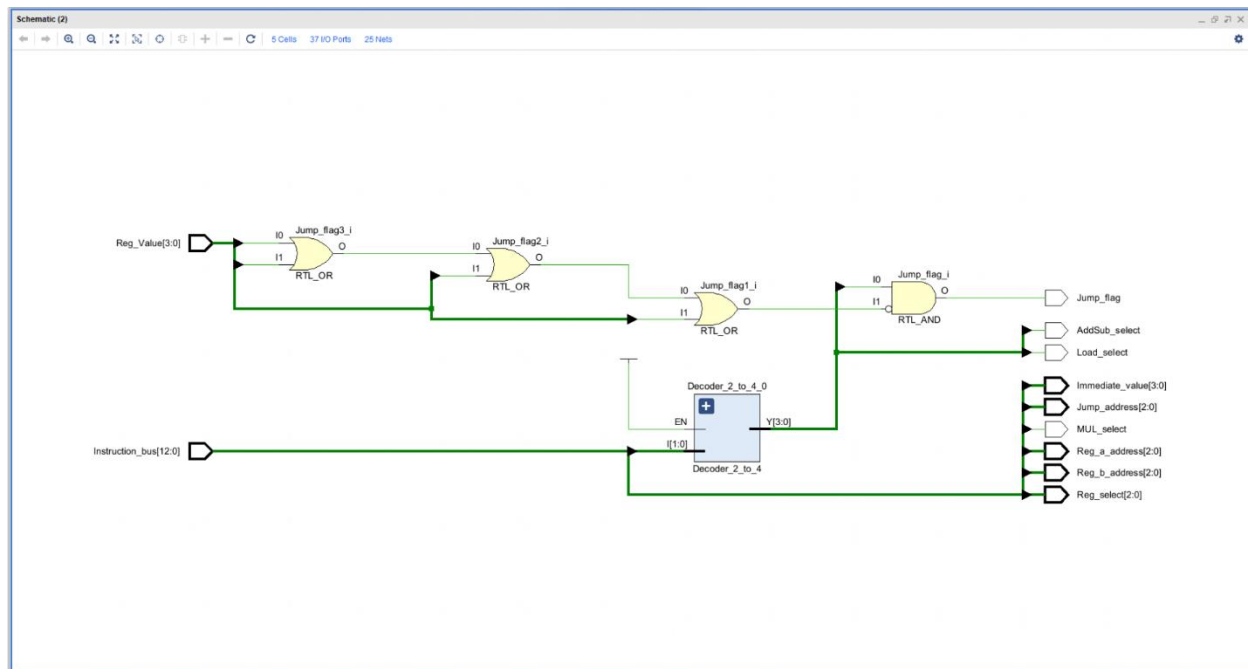 Schematic (2)
5 Cells 37 I/O Ports 25 Nets
Reg_Value[3:0]
I0
I1
Jump_flag3_i
O
RTL_OR
I0
I1
Jump_flag2_i
O
RTL_OR
I0
I1
Jump_flag1_i
O
RTL_OR
I0
I1
Jump_flag_i
O
RTL_AND
Jump_flag
AddSub_select
Load_select
Decoder_2_to_4_0
EN
I[1:0]
Y[3:0]
Decoder_2_to_4
Instruction_bus[12:0]
Immediate_value[3:0]
Jump_address[2:0]
MUL_select
Reg_a_address[2:0]
Reg_b_address[2:0]
Reg_select[2:0]